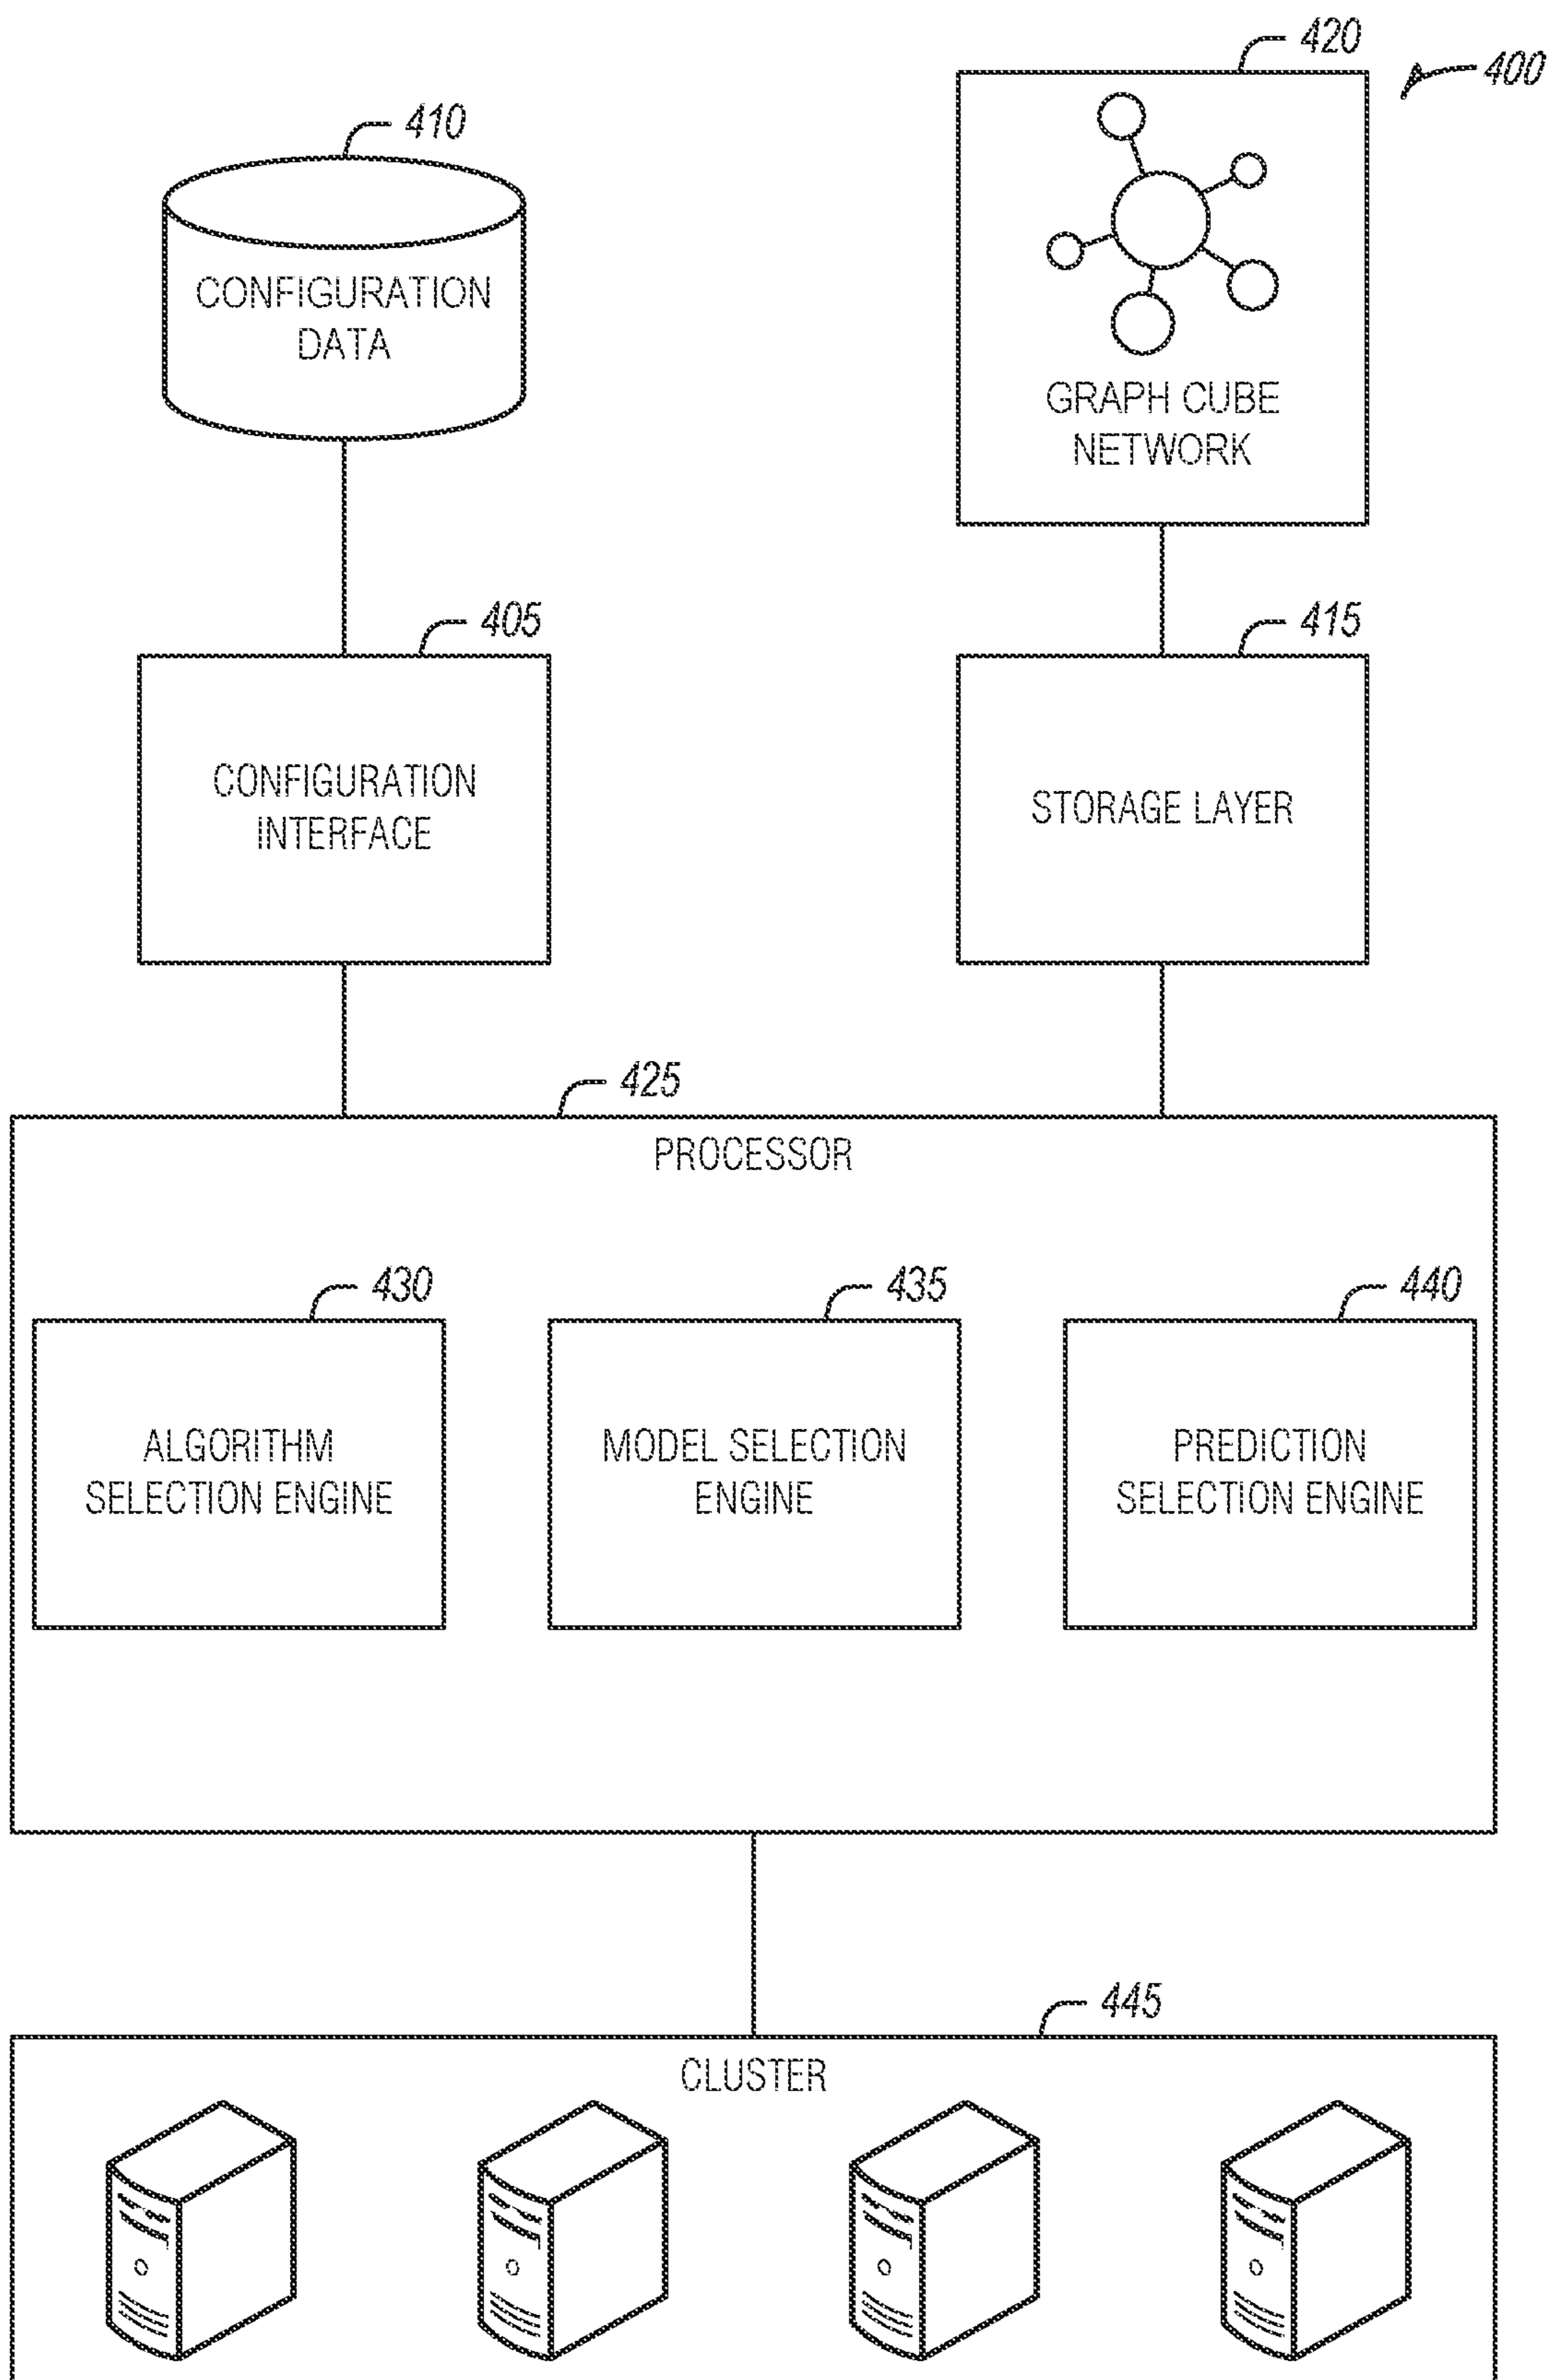 420
400
410
CONFIGURATION
DATA
GRAPH CUBE
NETWORK
405
415
CONFIGURATION
INTERFACE
STORAGE LAYER
425
PROCESSOR
430
435
440
ALGORITHM
SELECTION ENGINE
MODEL SELECTION
ENGINE
PREDICTION
SELECTION ENGINE
445
CLUSTER